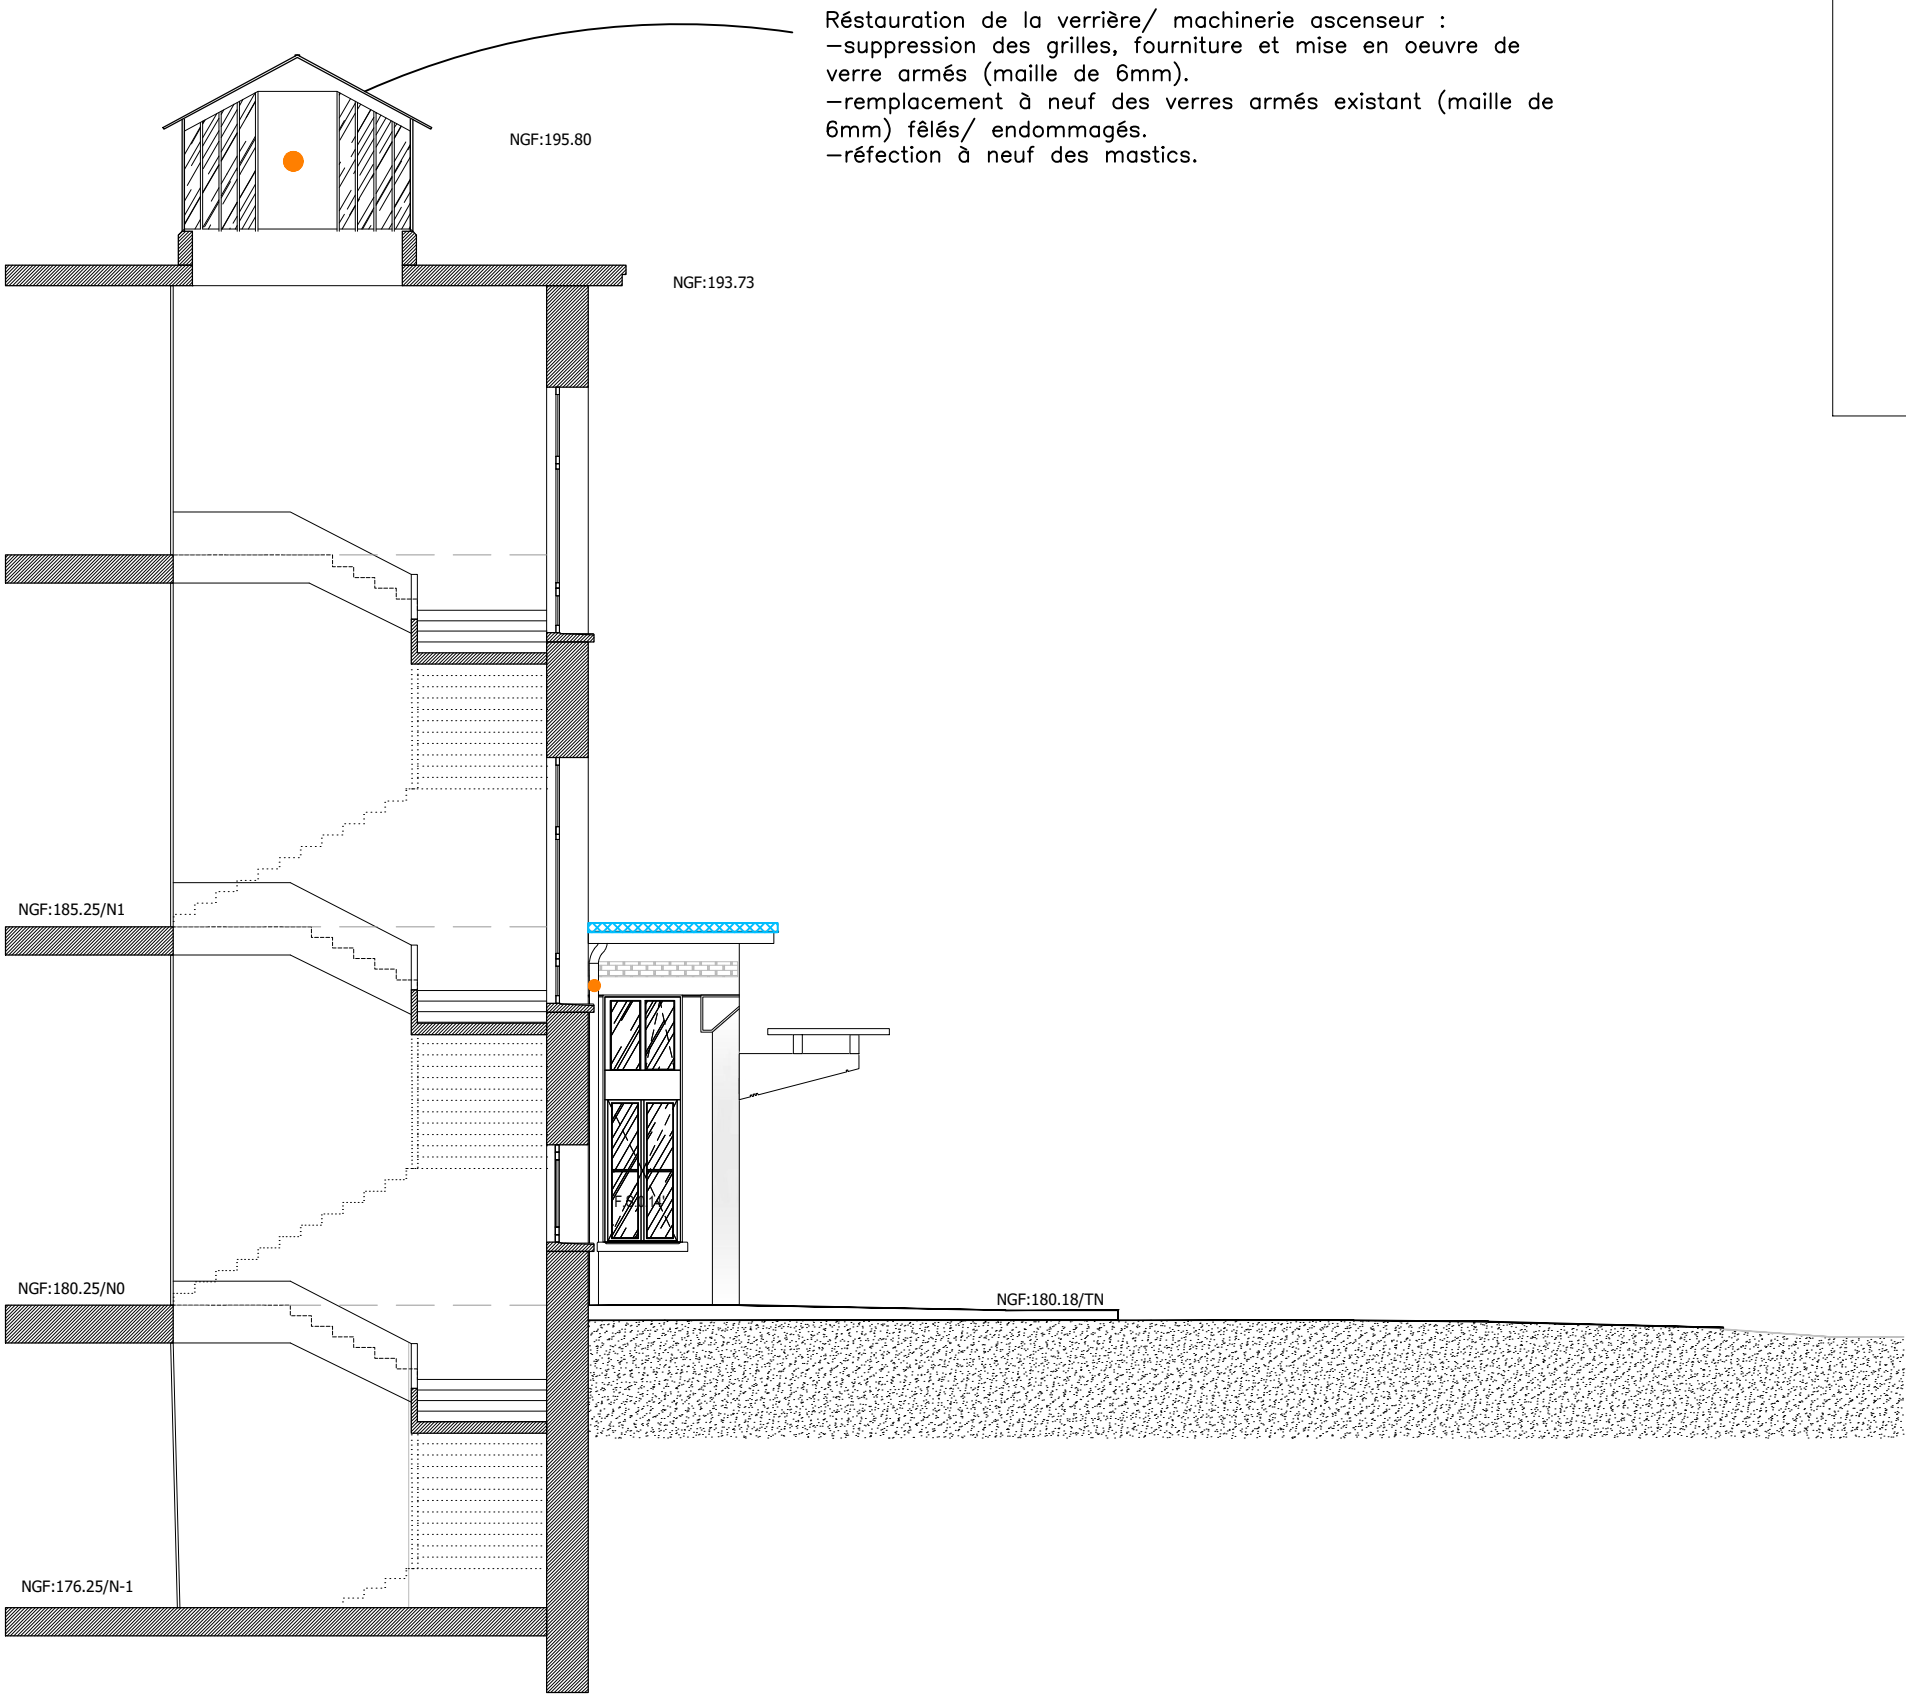 Réstauration de la verrière/ machinerie ascenseur :
-suppression des grilles, fourniture et mise en oeuvre de
verre armés (maille de 6mm).
-remplacement à neuf des verres armés existant (maille de
6mm) fêlés/ endommagés.
-réfection à neuf des mastics.
NGF:195.80
NGF:193.73
NGF:185.25/N1
NGF:180.25/N0
NGF:180.18/TN
NGF:176.25/N-1